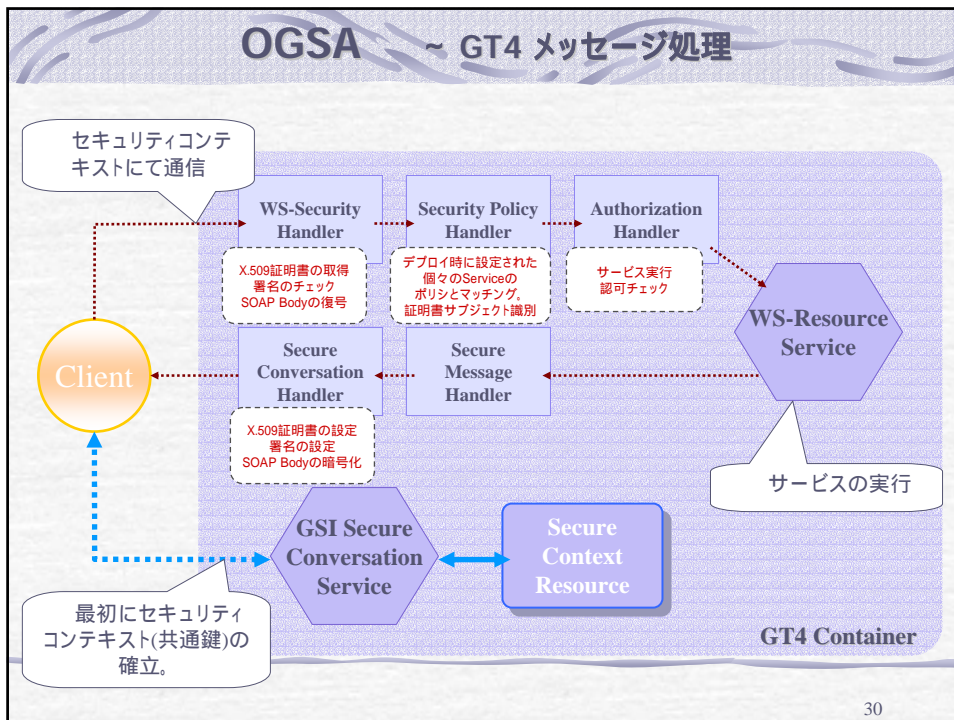 OGSA ～ GT4 メッセージ処理
セキュリティコンテ
キストにて通信
WS-Security
Handler
Security Policy
Handler
Authorization
Handler
X.509証明書の取得
署名のチェック
SOAP Bodyの復号
デプロイ時に設定された
個々のServiceの
ポリシとマッチング。
証明書サブジェクト識別
サービス実行
認可チェック
WS-Resource
Service
Client
Secure
Conversation
Handler
Secure
Message
Handler
X.509証明書の設定
署名の設定
SOAP Bodyの暗号化
サービスの実行
GSI Secure
Conversation
Service
Secure
Context
Resource
最初にセキュリティ
コンテキスト(共通鍵)の
確立。
GT4 Container
30